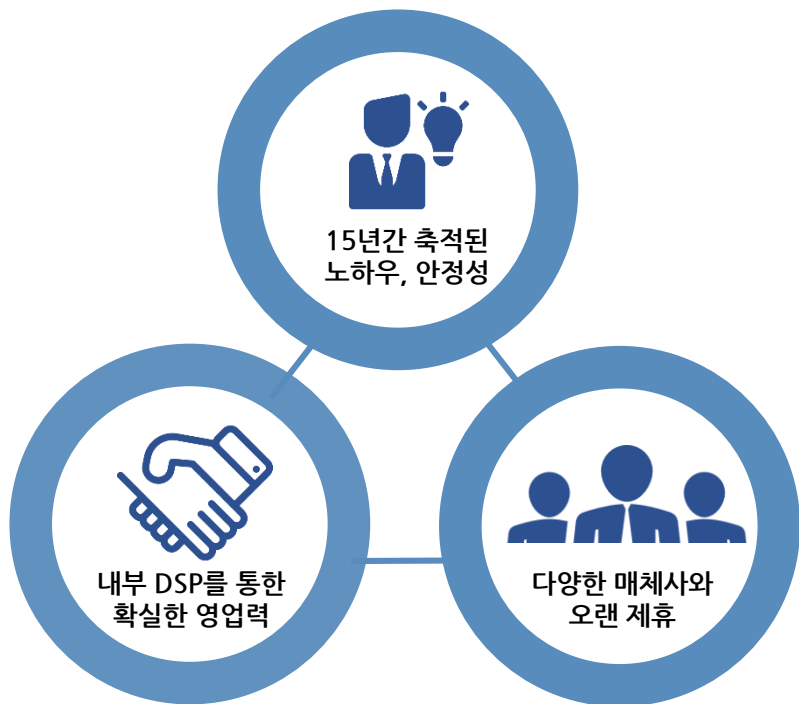 15년간 축적된
노하우, 안정성
내부 DSP를 통한
확실한 영업력
다양한 매체사와
오랜 제휴